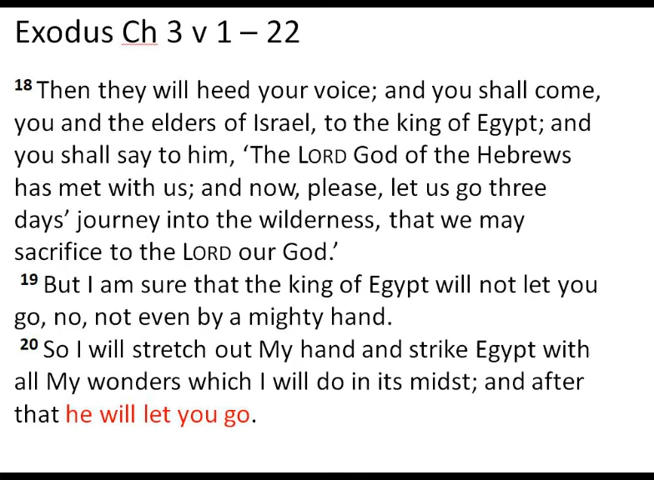 Exodus Ch 3 v 1 – 22
18 Then they will heed your voice; and you shall come,
you and the elders of Israel, to the king of Egypt; and
you shall say to him, ‘The LORD God of the Hebrews
has met with us; and now, please, let us go three
days’ journey into the wilderness, that we may
sacrifice to the LORD our God.’
19 But I am sure that the king of Egypt will not let you
go, no, not even by a mighty hand.
20 So I will stretch out My hand and strike Egypt with
all My wonders which I will do in its midst; and after
that he will let you go.